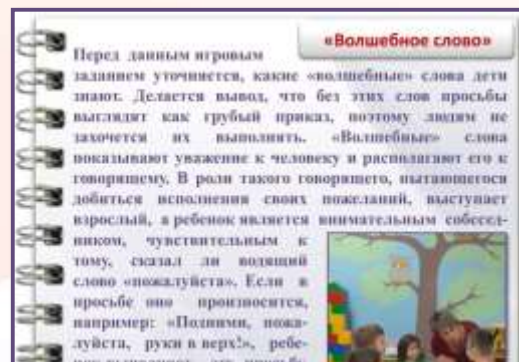 «Волшебное слово»
Перед данным игровым
заданием уточняется, какие «волшебные» слова дети
знают. Делается вывод, что без этих слов просьбы
выглядят как грубый приказ, поэтому людям не
захочется их выполнять. «Волшебные» слова
показывают уважение к человеку и располагают его к
говорящему. В роли такого говорящего, пытающегося
добиться исполнения своих пожеланий, выступает
взрослый, а ребенок является внимательным собесед-
ником, чувствительным к
тому, сказал ли водящий
слово «пожалуйста». Если в
просьбе оно произносится,
например: «Подними, пожа-
луйста, руки в верх!», ребе-